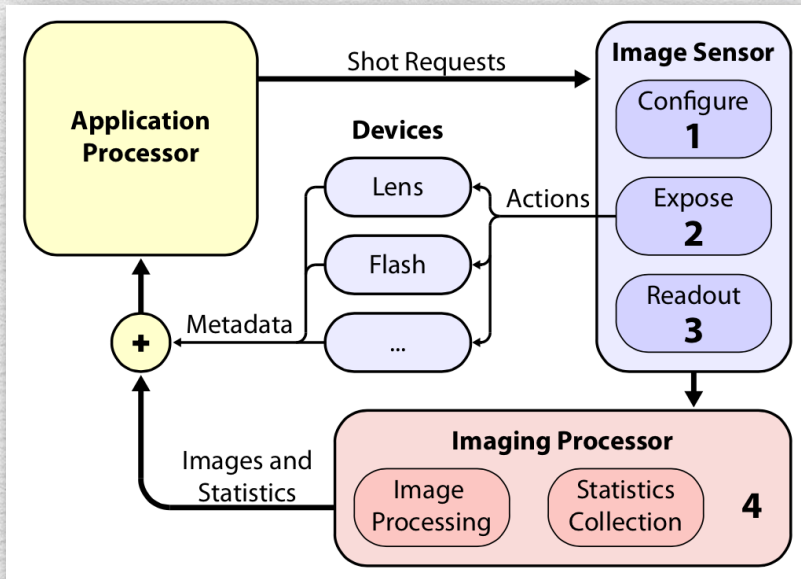 Application
Processor
Shot Requests
Image Sensor
Configure
1
Expose
2
Readout
3
Actions
Devices
Lens
Flash
...
Metadata
+
Imaging Processor
Image
Processing
Statistics
Collection
4
Images and
Statistics